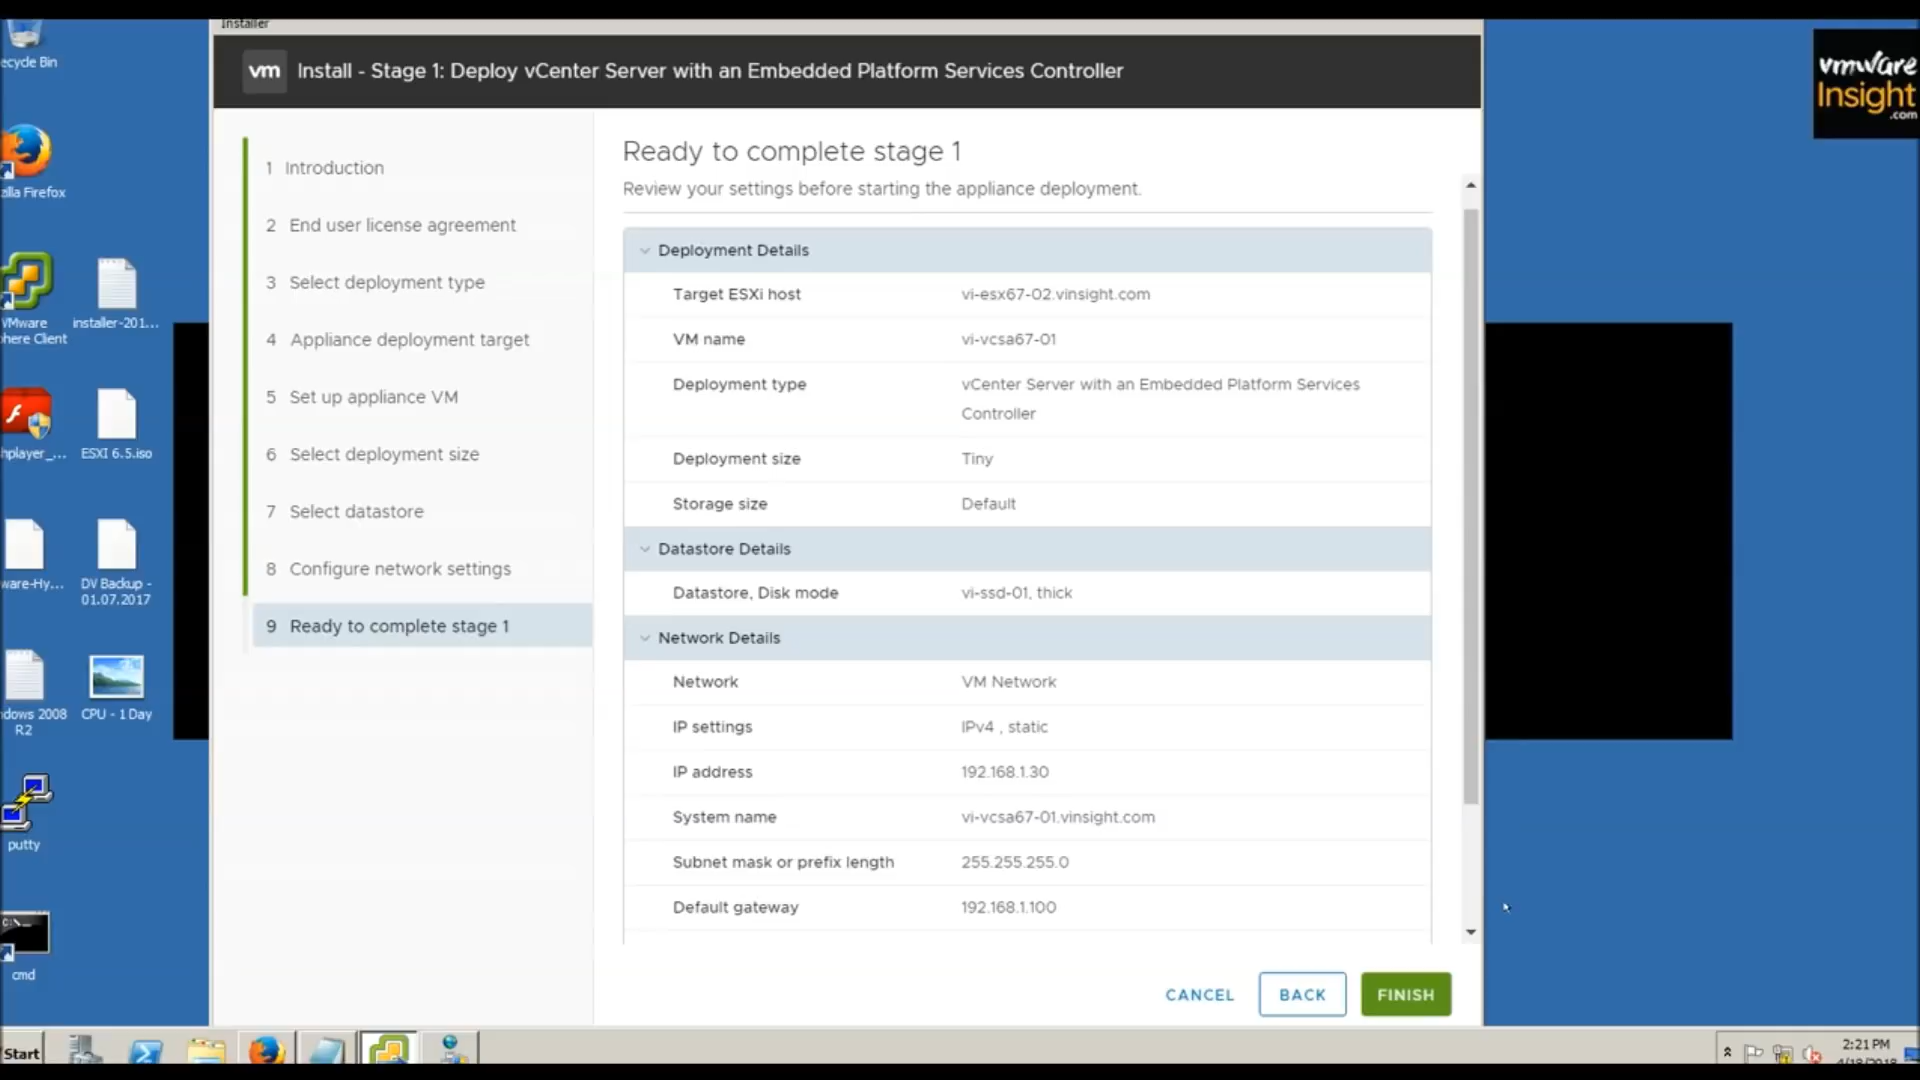 Installer
vm Install - Stage 1: Deploy vCenter Server with an Embedded Platform Services Controller
1 Introduction
2 End user license agreement
3 Select deployment type
4 Appliance deployment target
5 Set up appliance VM
6 Select deployment size
7 Select datastore
8 Configure network settings
9 Ready to complete stage 1
Ready to complete stage 1
Review your settings before starting the appliance deployment.
Deployment Details
Target ESXi host vi-esx67-02.vinsight.com
VM name vi-vcsa67-01
Deployment type vCenter Server with an Embedded Platform Services
Controller
Deployment size Tiny
Storage size Default
Datastore Details
Datastore, Disk mode vi-ssd-01, thick
Network Details
Network VM Network
IP settings IPv4 , static
IP address 192.168.1.30
System name vi-vcsa67-01.vinsight.com
Subnet mask or prefix length 255.255.255.0
Default gateway 192.168.1.100
CANCEL BACK FINISH
ecycle Bin
zilla Firefox
VMware
here Client
installer-201...
hplayer_...
ESXI 6.5.iso
ware-Hy...
DV Backup -
01.07.2017
dows 2008
R2
CPU - 1 Day
putty
cmd
vmware
Insight
.com
Start
2:21 PM
4/18/2018